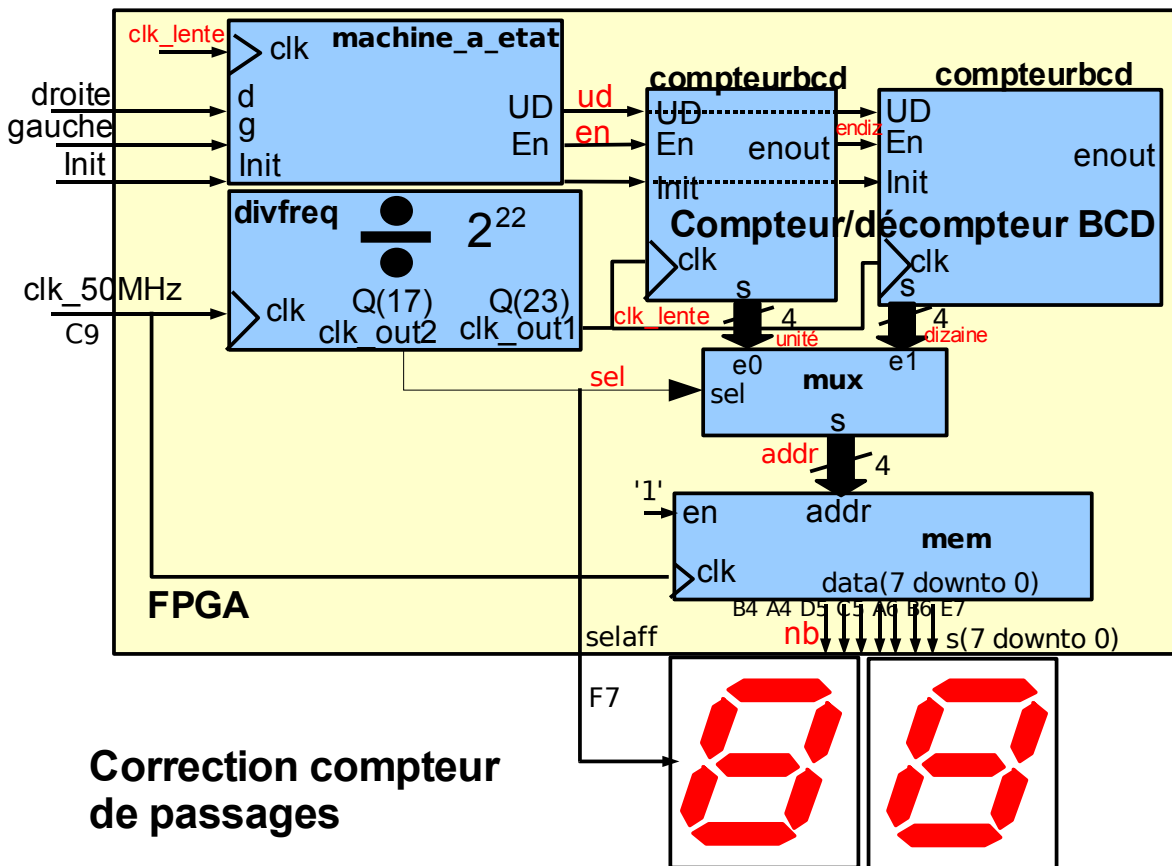 clk_lente
clk
machine_a_etat
droite
gauche
Init
d
g
Init
UD
En
ud
en
compteurbcd
UD
En
Init
enout
endiz
compteurbcd
UD
En
Init
enout
Compteur/décompteur BCD
clk
s
4
clk
s
4
divfreq
2²²
clk_50MHz
C9
clk
Q(17)
clk_out2
Q(23)
clk_out1
clk_lente
unité
dizaine
sel
e0
e1
sel
mux
s
addr
4
'1'
en
addr
mem
clk
data(7 downto 0)
FPGA
B4 A4 D5 C5 A6 B6 E7
nb
s(7 downto 0)
selaff
F7
Correction compteur
de passages